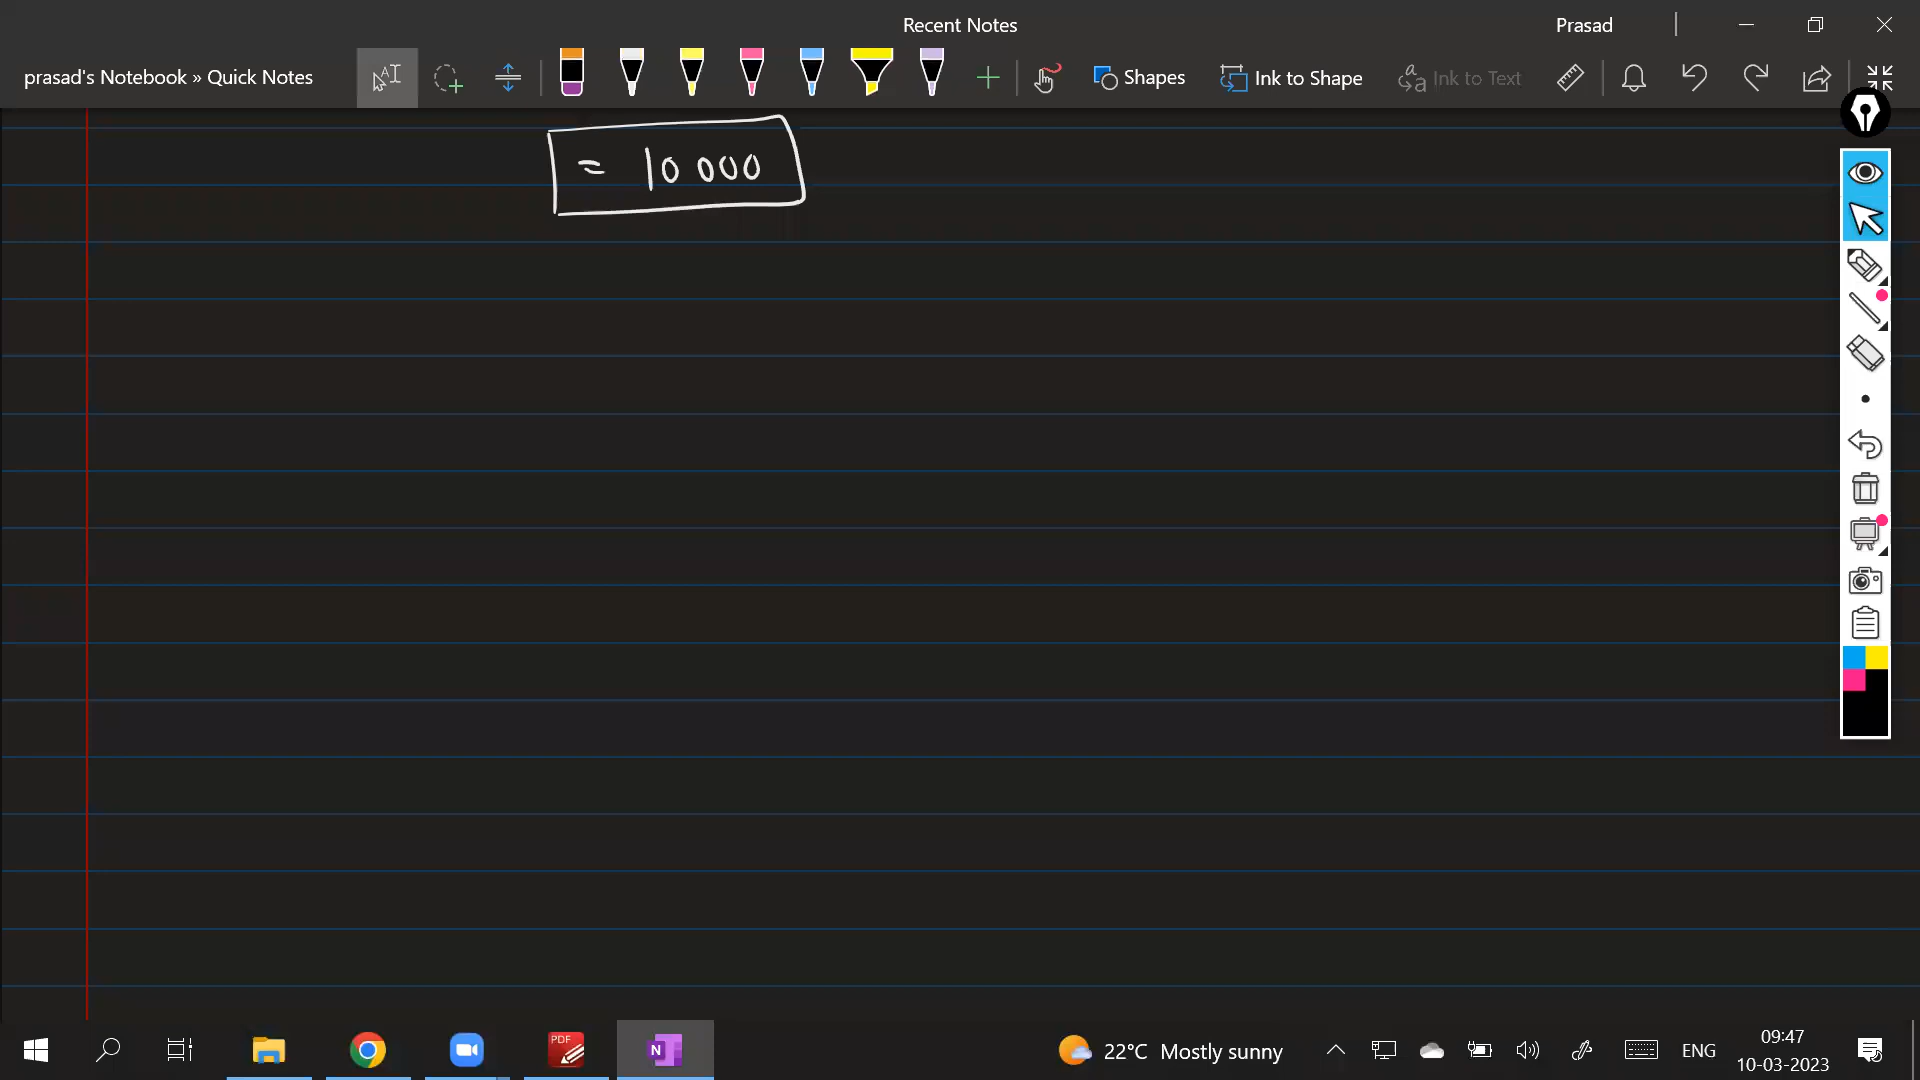 Recent Notes
Prasad
prasad's Notebook » Quick Notes
Shapes
Ink to Shape
Ink to Text
= 10 000
PDF
N
22°C Mostly sunny
ENG
09:47
10-03-2023